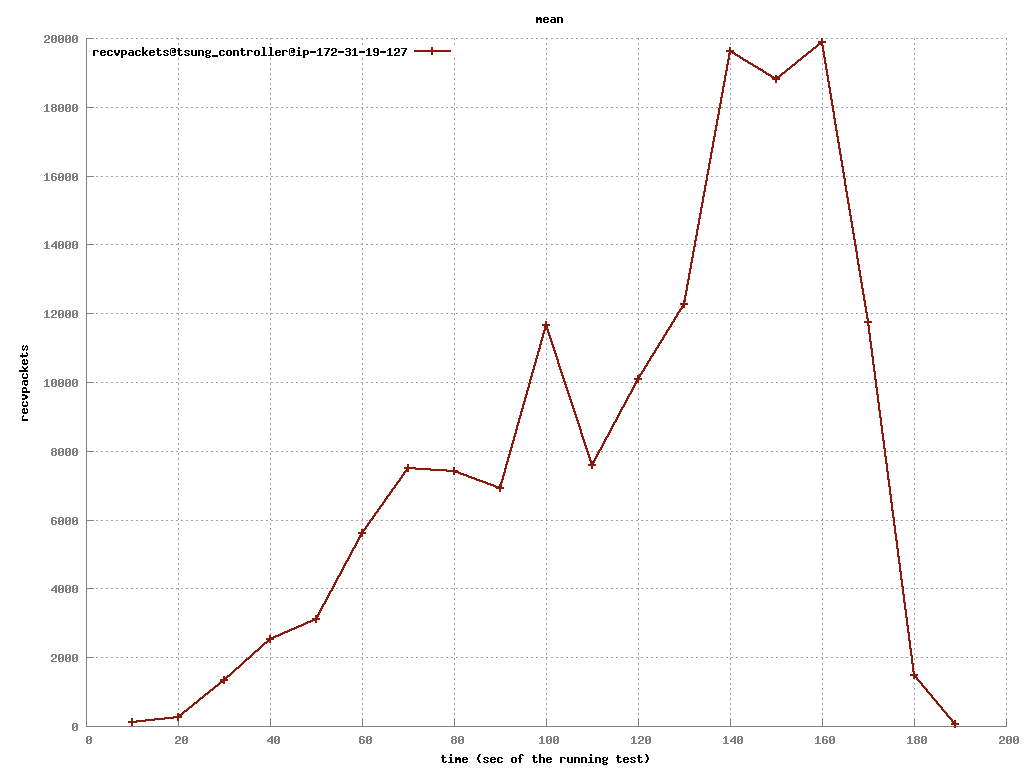 mean
recvpackets@tsung_controller@ip-172-31-19-127
20000
18000
16000
14000
12000
10000
8000
6000
4000
2000
0
recvpackets
0 20 40 60 80 100 120 140 160 180 200
time (sec of the running test)